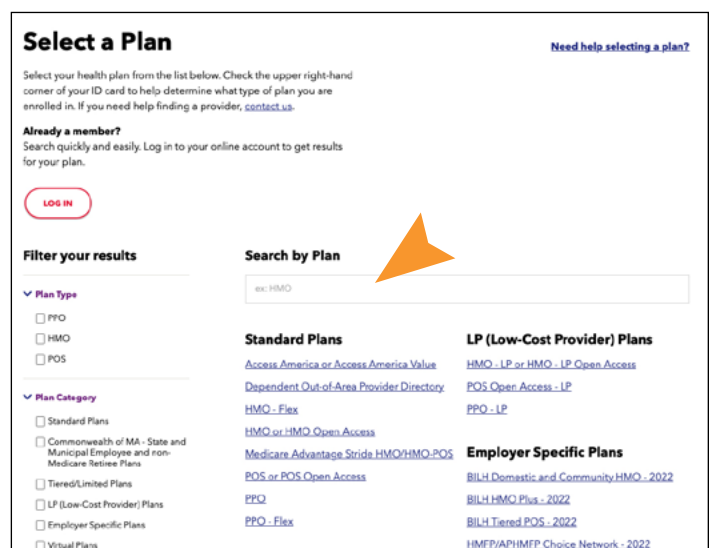 Select a Plan
Need help selecting a plan?
Select your health plan from the list below. Check the upper right-hand
corner of your ID card to help determine what type of plan you are
enrolled in. If you need help finding a provider, contact us.
Already a member?
Search quickly and easily. Log in to your online account to get results
for your plan.
LOG IN
Filter your results
Plan Type
PPO
HMO
POS
Plan Category
Standard Plans
Commonwealth of MA - State and
Municipal Employee and non-
Medicare Retiree Plans
Tiered/Limited Plans
LP (Low-Cost Provider) Plans
Employer Specific Plans
Virtual Plans
Search by Plan
ex: HMO
Standard Plans
Access America or Access America Value
Dependent Out-of-Area Provider Directory
HMO - Flex
HMO or HMO Open Access
Medicare Advantage Stride HMO/HMO-POS
POS or POS Open Access
PPO
PPO - Flex
LP (Low-Cost Provider) Plans
HMO - LP or HMO - LP Open Access
POS Open Access - LP
PPO - LP
Employer Specific Plans
BILH Domestic and Community HMO - 2022
BILH HMO Plus - 2022
BILH Tiered POS - 2022
HMFP/APHMFP Choice Network - 2022